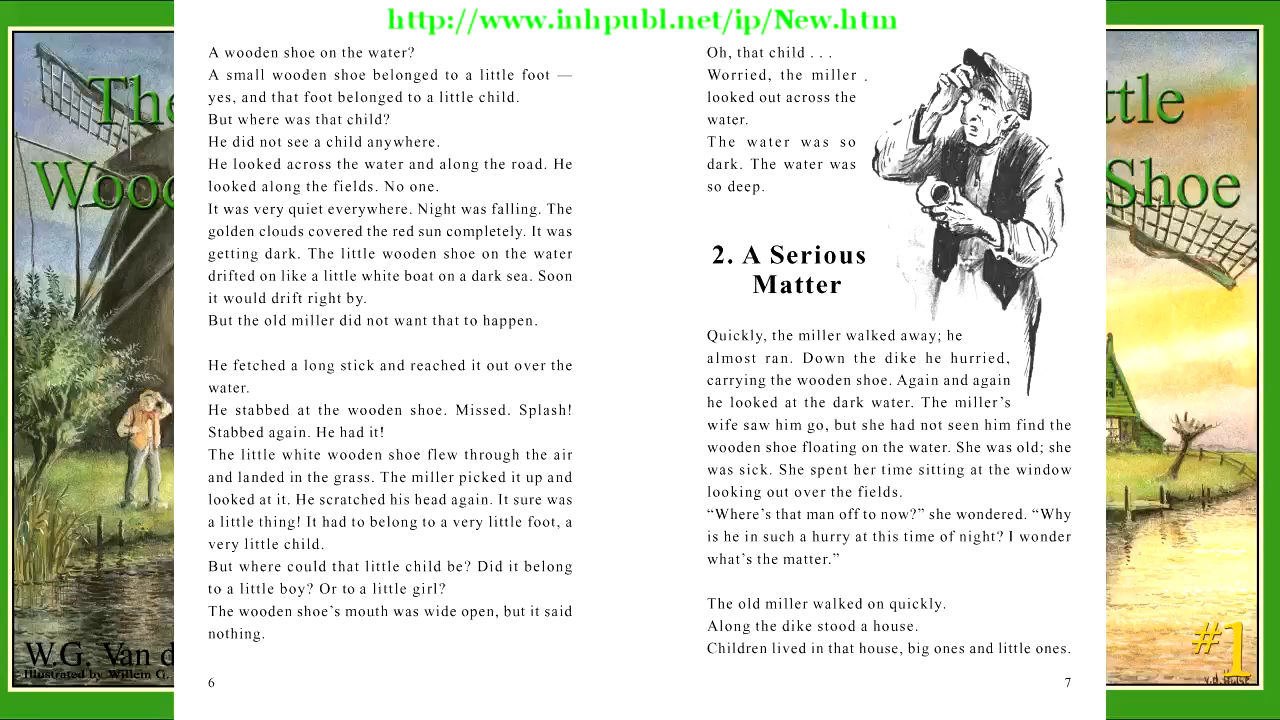 http://www.inhpubl.net/ip/New.htm
The
Wood
W.G. Van d
Illustrated by Willem G.
A wooden shoe on the water?
A small wooden shoe belonged to a little foot —
yes, and that foot belonged to a little child.
But where was that child?
He did not see a child anywhere.
He looked across the water and along the road. He
looked along the fields. No one.
It was very quiet everywhere. Night was falling. The
golden clouds covered the red sun completely. It was
getting dark. The little wooden shoe on the water
drifted on like a little white boat on a dark sea. Soon
it would drift right by.
But the old miller did not want that to happen.
He fetched a long stick and reached it out over the
water.
He stabbed at the wooden shoe. Missed. Splash!
Stabbed again. He had it!
The little white wooden shoe flew through the air
and landed in the grass. The miller picked it up and
looked at it. He scratched his head again. It sure was
a little thing! It had to belong to a very little foot, a
very little child.
But where could that little child be? Did it belong
to a little boy? Or to a little girl?
The wooden shoe's mouth was wide open, but it said
nothing.
6
Oh, that child . . .
Worried, the miller .
looked out across the
water.
The water was so
dark. The water was
so deep.
2. A Serious
Matter
Quickly, the miller walked away; he
almost ran. Down the dike he hurried,
carrying the wooden shoe. Again and again
he looked at the dark water. The miller's
wife saw him go, but she had not seen him find the
wooden shoe floating on the water. She was old; she
was sick. She spent her time sitting at the window
looking out over the fields.
“Where's that man off to now?” she wondered. “Why
is he in such a hurry at this time of night? I wonder
what's the matter.”
The old miller walked on quickly.
Along the dike stood a house.
Children lived in that house, big ones and little ones.
7
ttle
Shoe
#1